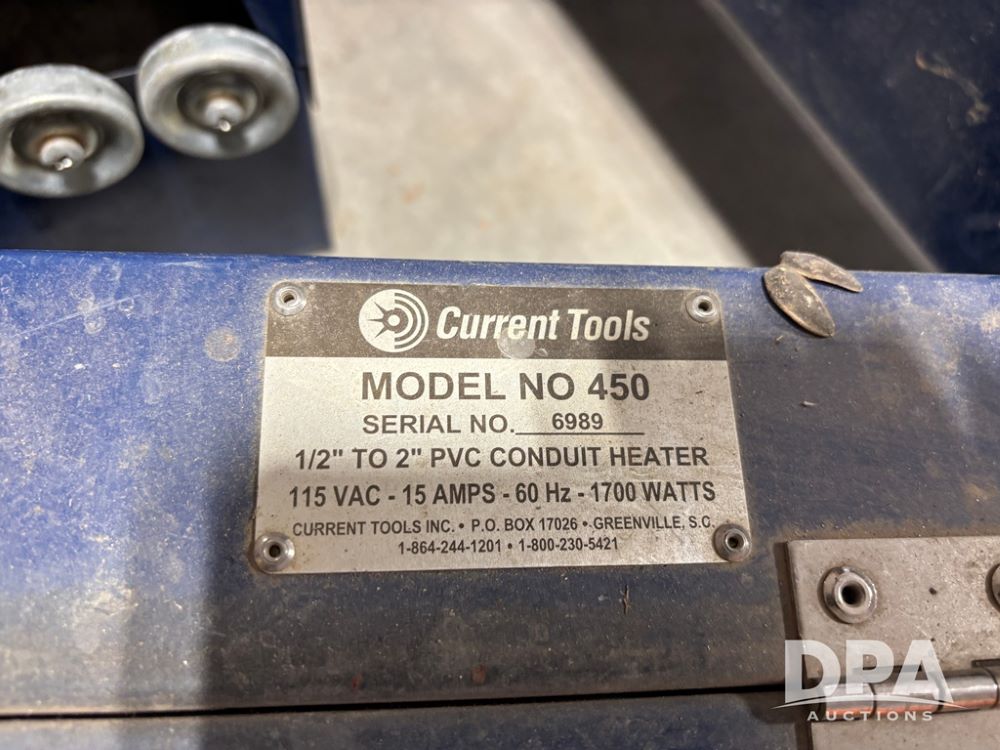 Current Tools
MODEL NO 450
SERIAL NO. 6989
1/2" TO 2" PVC CONDUIT HEATER
115 VAC - 15 AMPS - 60 Hz - 1700 WATTS
CURRENT TOOLS INC. • P.O. BOX 17026 • GREENVILLE, S.C.
1-864-244-1201 • 1-800-230-5421
DPA
AUCTIONS